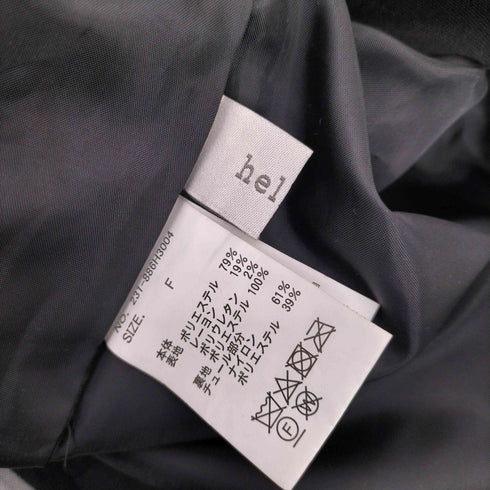 hel
NO. 231-886H3004
SIZE. F
本体
表地 ポリエステル 79%
レーヨン 19%
ポリウレタン 2%
裏地 ポリエステル 100%
チュール部分
ナイロン 61%
ポリエステル 39%
F